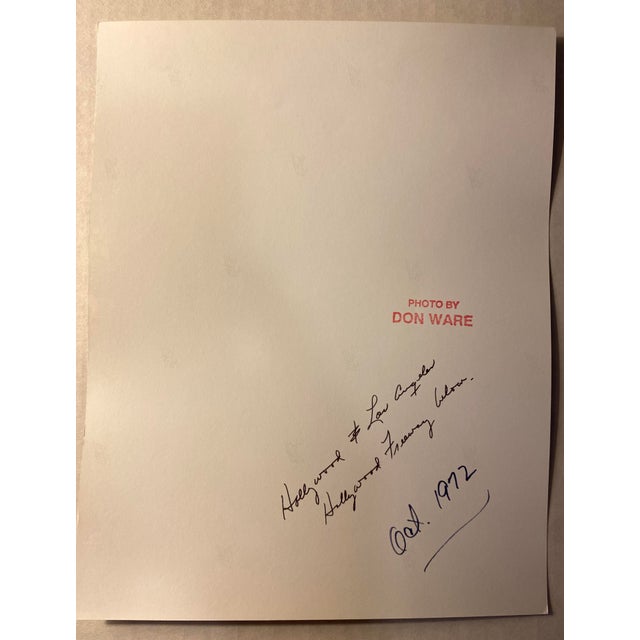 PHOTO BY
DON WARE
Hollywood & Los Angeles
Hollywood Freeway below.
Oct. 1972